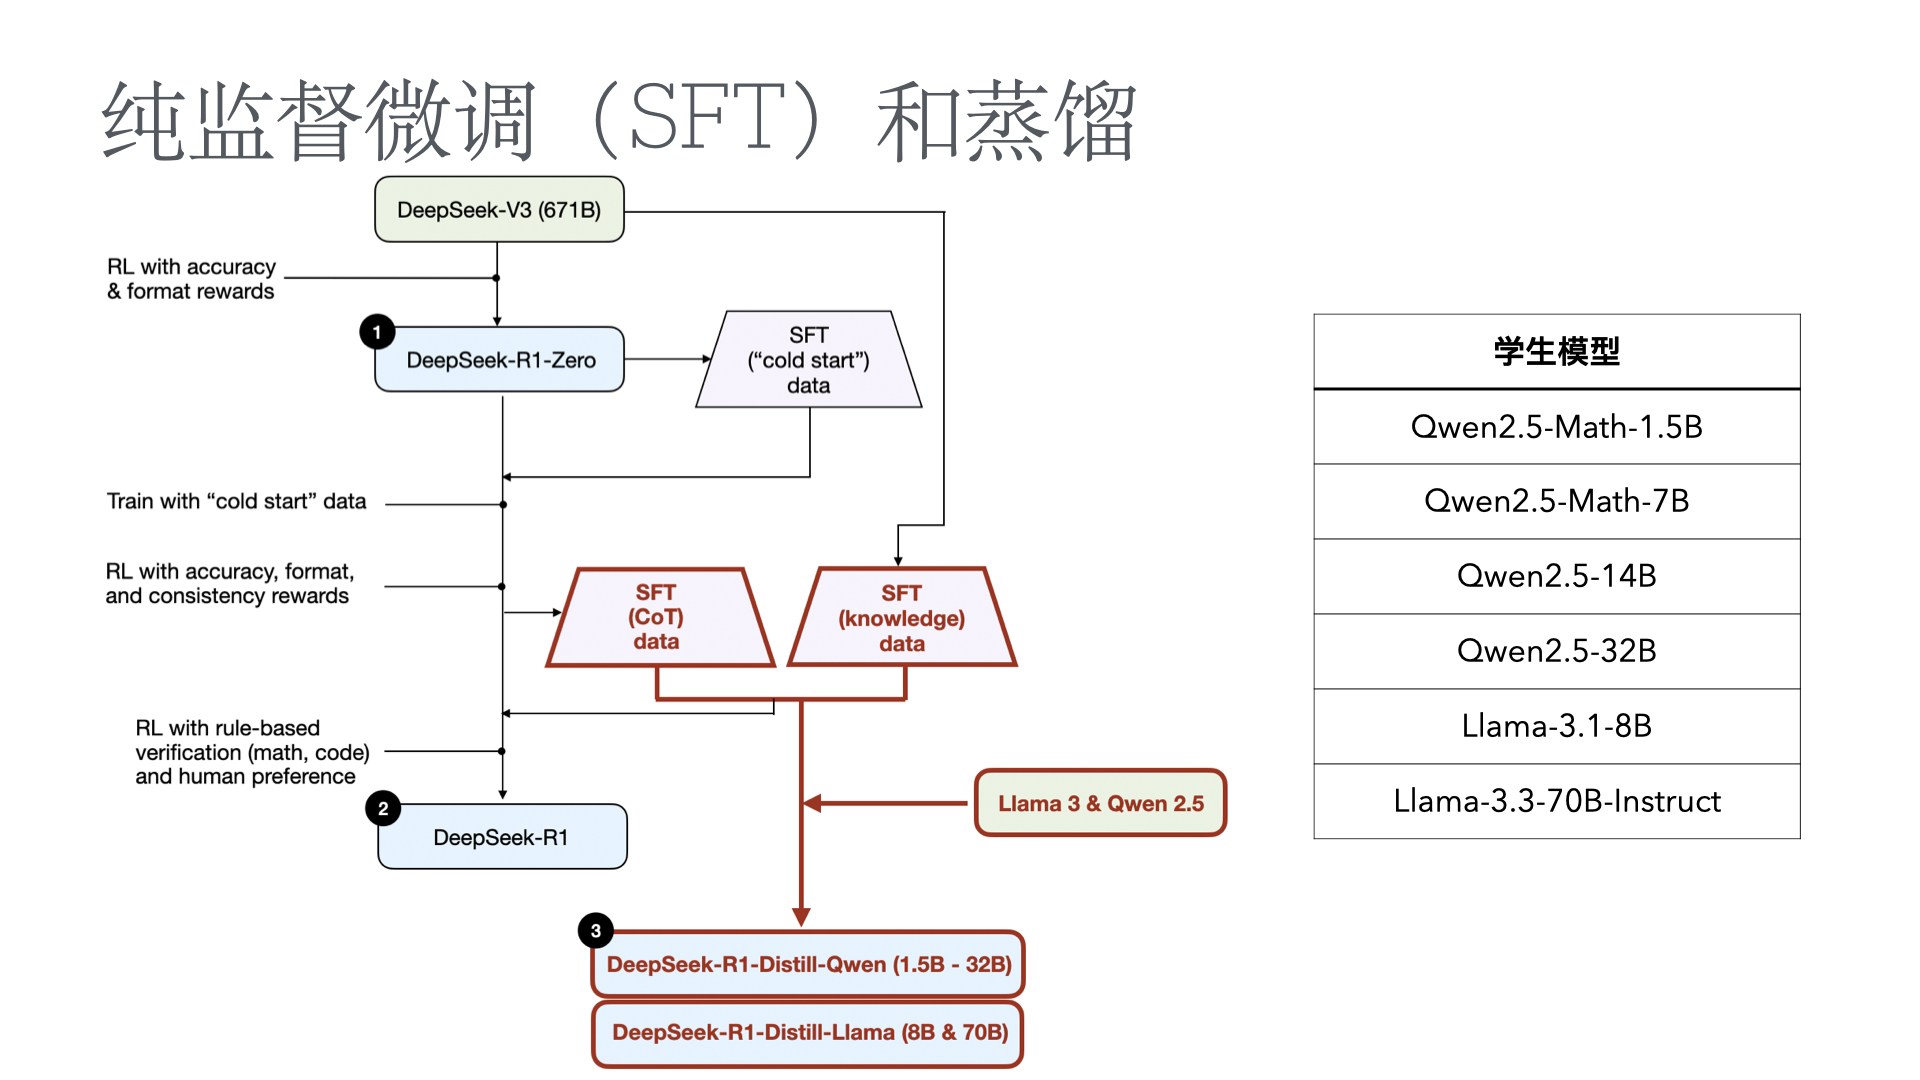 纯监督微调（SFT）和蒸馏
DeepSeek-V3 (671B)
RL with accuracy
& format rewards
1
DeepSeek-R1-Zero
SFT
(“cold start”)
data
Train with “cold start” data
RL with accuracy, format,
and consistency rewards
SFT
(CoT)
data
SFT
(knowledge)
data
RL with rule-based
verification (math, code)
and human preference
2
DeepSeek-R1
Llama 3 & Qwen 2.5
3
DeepSeek-R1-Distill-Qwen (1.5B - 32B)
DeepSeek-R1-Distill-Llama (8B & 70B)
学生模型
Qwen2.5-Math-1.5B
Qwen2.5-Math-7B
Qwen2.5-14B
Qwen2.5-32B
Llama-3.1-8B
Llama-3.3-70B-Instruct